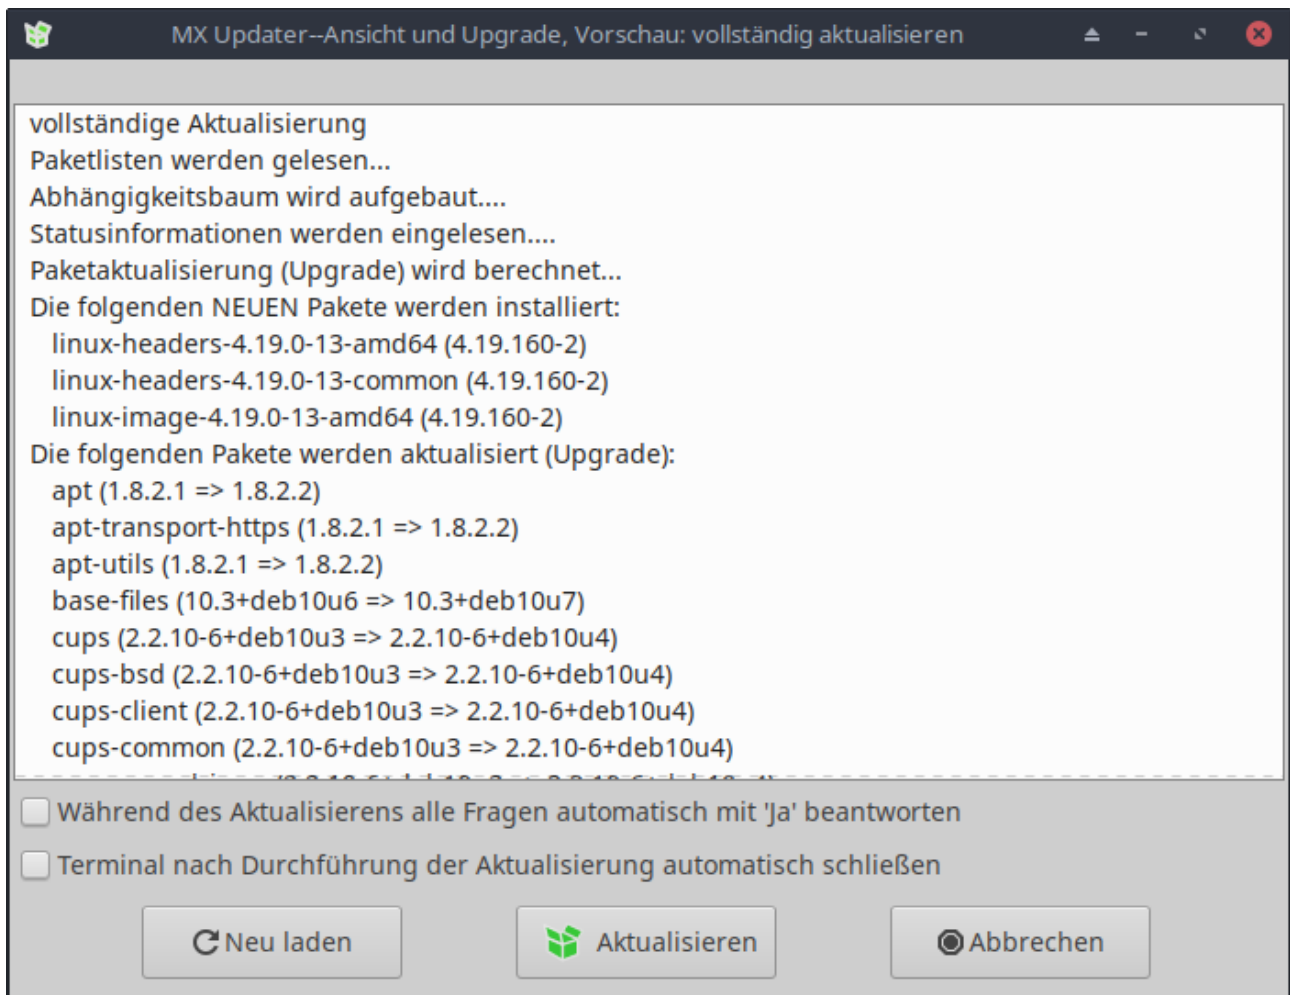 MX Updater--Ansicht und Upgrade, Vorschau: vollständig aktualisieren
vollständige Aktualisierung
Paketlisten werden gelesen...
Abhängigkeitsbaum wird aufgebaut....
Statusinformationen werden eingelesen....
Paketaktualisierung (Upgrade) wird berechnet...
Die folgenden NEUEN Pakete werden installiert:
linux-headers-4.19.0-13-amd64 (4.19.160-2)
linux-headers-4.19.0-13-common (4.19.160-2)
linux-image-4.19.0-13-amd64 (4.19.160-2)
Die folgenden Pakete werden aktualisiert (Upgrade):
apt (1.8.2.1 => 1.8.2.2)
apt-transport-https (1.8.2.1 => 1.8.2.2)
apt-utils (1.8.2.1 => 1.8.2.2)
base-files (10.3+deb10u6 => 10.3+deb10u7)
cups (2.2.10-6+deb10u3 => 2.2.10-6+deb10u4)
cups-bsd (2.2.10-6+deb10u3 => 2.2.10-6+deb10u4)
cups-client (2.2.10-6+deb10u3 => 2.2.10-6+deb10u4)
cups-common (2.2.10-6+deb10u3 => 2.2.10-6+deb10u4)
Während des Aktualisierens alle Fragen automatisch mit 'Ja' beantworten
Terminal nach Durchführung der Aktualisierung automatisch schließen
Neu laden
Aktualisieren
Abbrechen